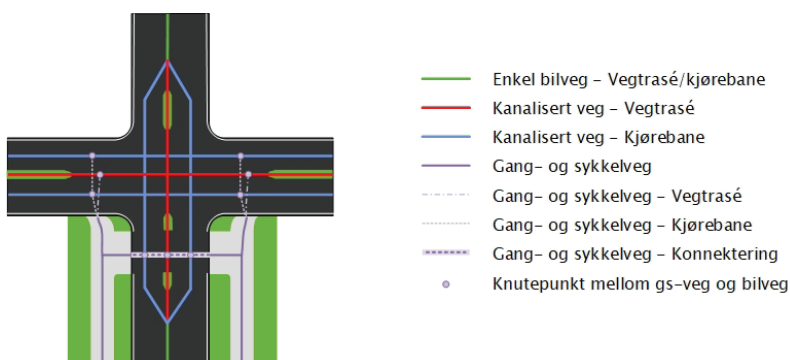 Enkel bilveg – Vegtrasé/kjørebane
Kanalisert veg – Vegtrasé
Kanalisert veg – Kjørebane
Gang- og sykkelveg
Gang- og sykkelveg – Vegtrasé
Gang- og sykkelveg – Kjørebane
Gang- og sykkelveg – Konnektering
Knutepunkt mellom gs-veg og bilveg